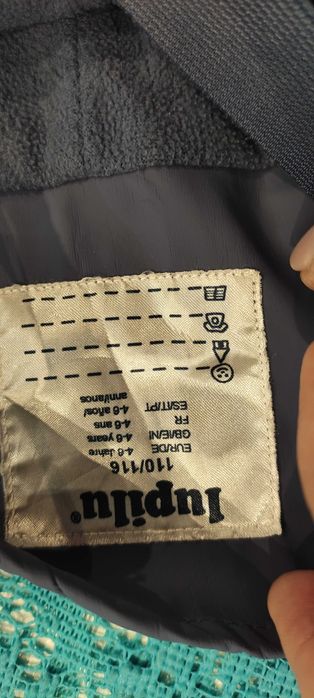 lupilu®
110/116
EUR/DE 4-6 Jahre
GB/IE/NI 4-6 years
FR 4-6 ans
ES/IT/PT 4-6 años/
anni/anos